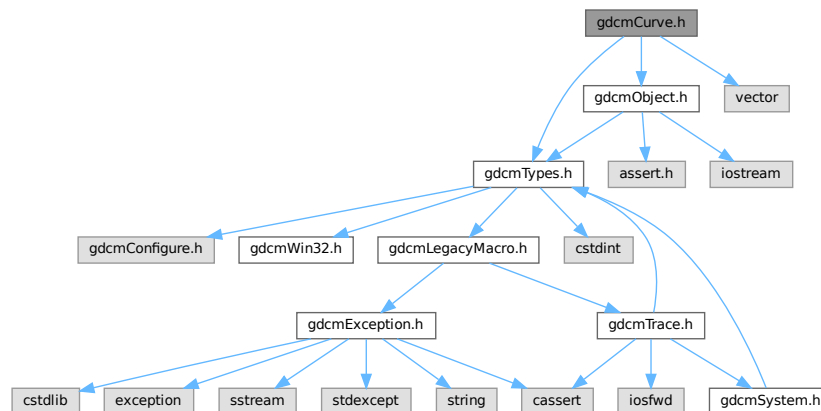 gdcmCurve.h
gdcmObject.h
vector
gdcmTypes.h
assert.h
iostream
gdcmConfigure.h
gdcmWin32.h
gdcmLegacyMacro.h
cstdint
gdcmException.h
gdcmTrace.h
cstdlib
exception
sstream
stdexcept
string
cassert
iosfwd
gdcmSystem.h